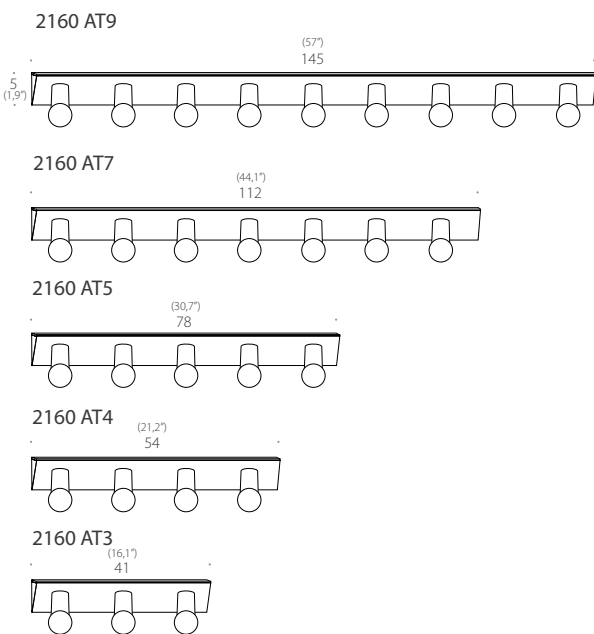 2160 AT9
(57”)
145
5
(1,9”)
2160 AT7
(44,1”)
112
2160 AT5
(30,7”)
78
2160 AT4
(21,2”)
54
2160 AT3
(16,1”)
41